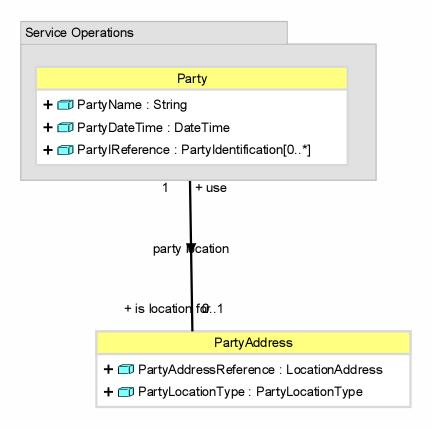 Service Operations
Party
+ PartyName : String
+ PartyDateTime : DateTime
+ PartyIReference : PartyIdentification[0..*]
1 + use
party location
+ is location for 0..1
PartyAddress
+ PartyAddressReference : LocationAddress
+ PartyLocationType : PartyLocationType